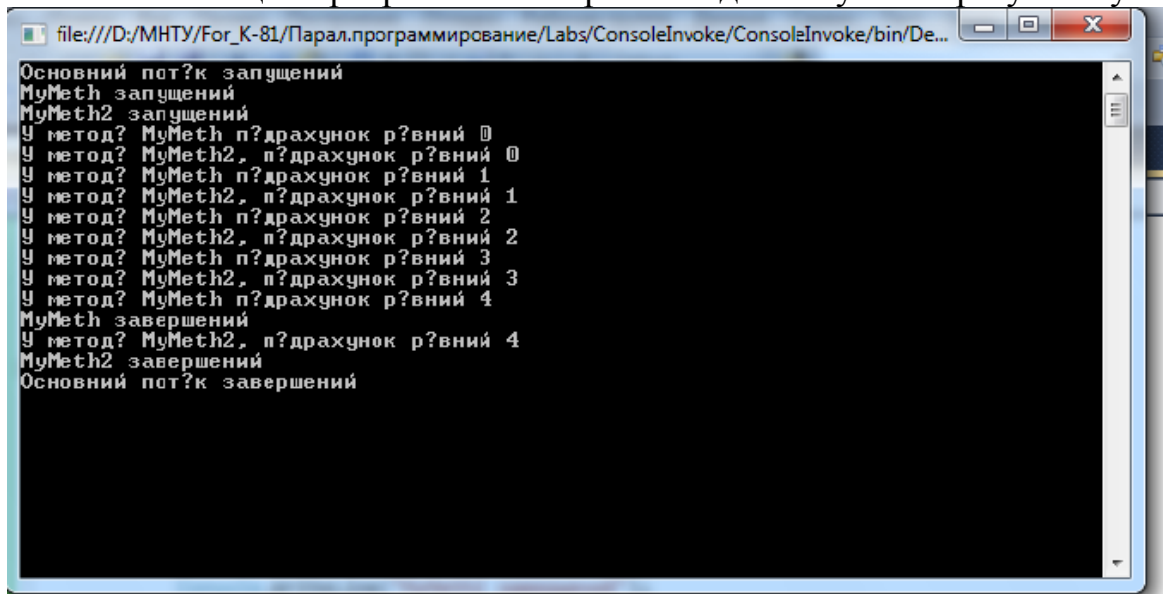 file:///D:/МНТУ/For_K-81/Парал.программирование/Labs/ConsoleInvoke/ConsoleInvoke/bin/De...
Основний пот?к запущений
MyMeth запущений
MyMeth2 запущений
У метод? MyMeth п?драхунок р?вний 0
У метод? MyMeth2, п?драхунок р?вний 0
У метод? MyMeth п?драхунок р?вний 1
У метод? MyMeth2, п?драхунок р?вний 1
У метод? MyMeth п?драхунок р?вний 2
У метод? MyMeth2, п?драхунок р?вний 2
У метод? MyMeth п?драхунок р?вний 3
У метод? MyMeth2, п?драхунок р?вний 3
У метод? MyMeth п?драхунок р?вний 4
MyMeth завершений
У метод? MyMeth2, п?драхунок р?вний 4
MyMeth2 завершений
Основний пот?к завершений